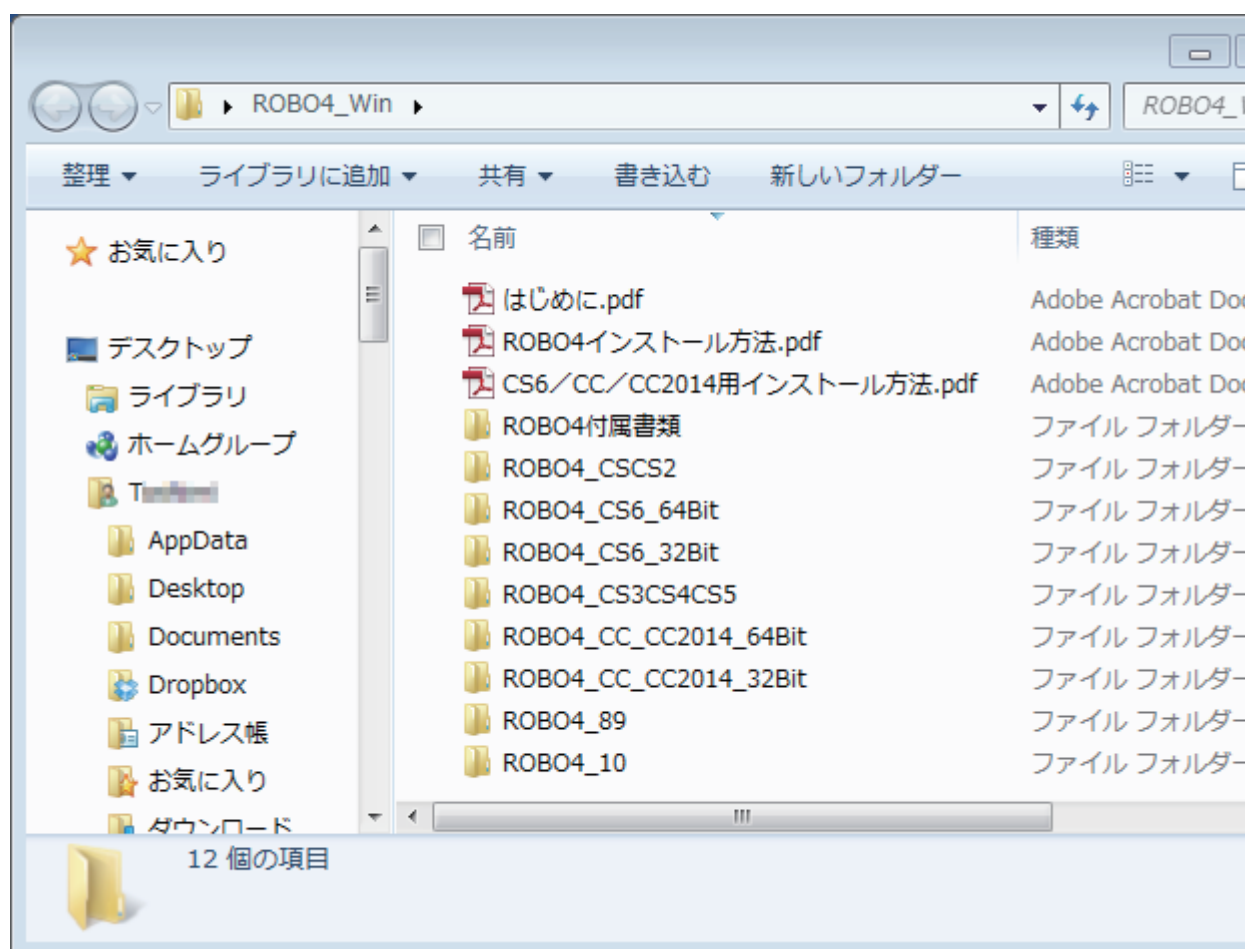 ROBO4_Win
ROBO4_
整理 ライブラリに追加 共有 書き込む 新しいフォルダー
お気に入り
デスクトップ
ライブラリ
ホームグループ
AppData
Desktop
Documents
Dropbox
アドレス帳
お気に入り
ダウンロード
名前 種類
はじめに.pdf Adobe Acrobat Doc
ROBO4インストール方法.pdf Adobe Acrobat Doc
CS6／CC／CC2014用インストール方法.pdf Adobe Acrobat Doc
ROBO4付属書類 ファイル フォルダー
ROBO4_CSCS2 ファイル フォルダー
ROBO4_CS6_64Bit ファイル フォルダー
ROBO4_CS6_32Bit ファイル フォルダー
ROBO4_CS3CS4CS5 ファイル フォルダー
ROBO4_CC_CC2014_64Bit ファイル フォルダー
ROBO4_CC_CC2014_32Bit ファイル フォルダー
ROBO4_89 ファイル フォルダー
ROBO4_10 ファイル フォルダー
12 個の項目